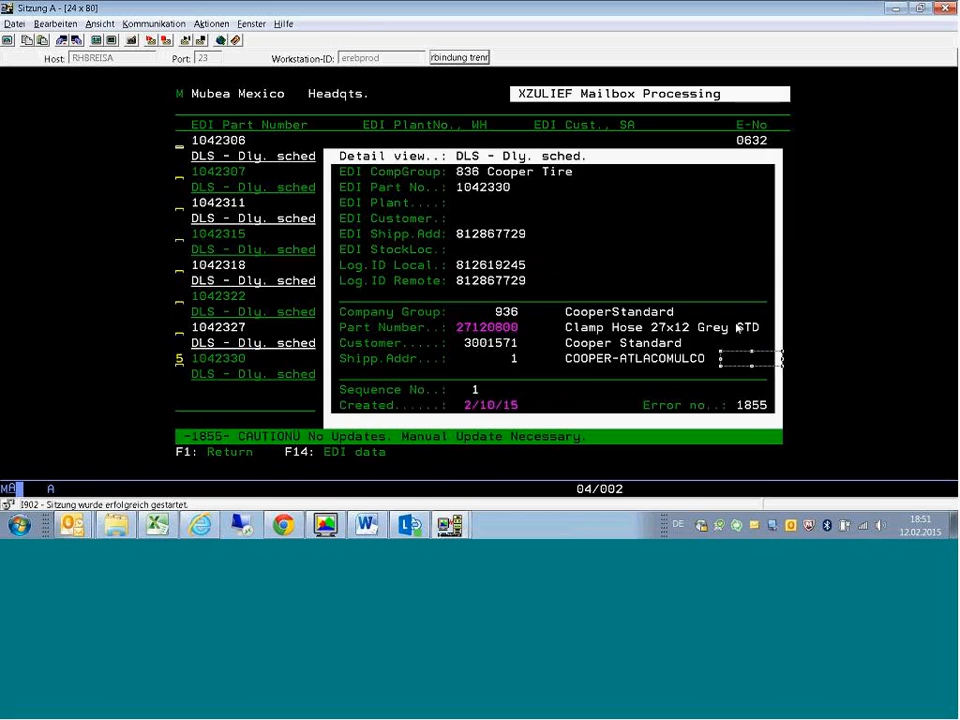 Sitzung A - [24 x 80]
Datei Bearbeiten Ansicht Kommunikation Aktionen Fenster Hilfe
Host: RHBREISA Port: 23 Workstation-ID: erebprod rbindung trenr
M Mubea Mexico Headqts. XZULIEF Mailbox Processing
EDI Part Number EDI PlantNo., WH EDI Cust., SA E-No
1042306 0632
DLS - Dly. sched Detail view..: DLS - Dly. sched.
1042307 EDI CompGroup: 836 Cooper Tire
DLS - Dly. sched EDI Part No..: 1042330
1042311 EDI Plant....:
DLS - Dly. sched EDI Customer.:
1042315 EDI Shipp.Add: 812867729
DLS - Dly. sched EDI StockLoc.:
1042318 Log.ID Local.: 812619245
DLS - Dly. sched Log.ID Remote: 812867729
1042322
DLS - Dly. sched Company Group: 936 CooperStandard
1042327 Part Number..: 27120800 Clamp Hose 27x12 Grey STD
DLS - Dly. sched Customer.....: 3001571 Cooper Standard
5 1042330 Shipp.Addr...: 1 COOPER-ATLACOMULCO
DLS - Dly. sched
Sequence No..: 1
Created......: 2/10/15 Error no..: 1855
-1855- CAUTIONÜ No Updates. Manual Update Necessary.
F1: Return F14: EDI data
MA A 04/002
I902 - Sitzung wurde erfolgreich gestartet.
DE 18:51
12.02.2015